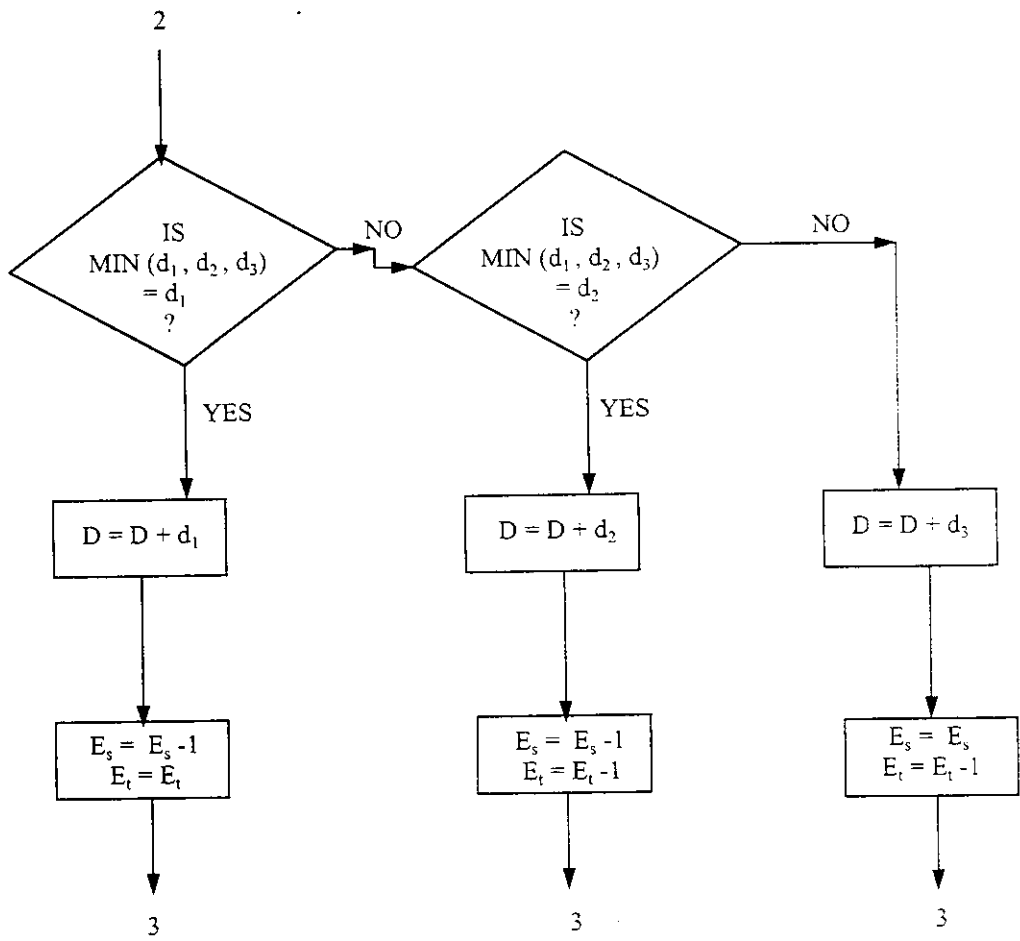 2
IS
MIN (d₁ , d₂ , d₃)
= d₁
?
NO
IS
MIN (d₁ , d₂ , d₃)
= d₂
?
NO
YES
YES
D = D + d₁
D = D + d₂
D = D + d₃
Eₛ = Eₛ -1
Eₜ = Eₜ
Eₛ = Eₛ -1
Eₜ = Eₜ -1
Eₛ = Eₛ
Eₜ = Eₜ -1
3
3
3